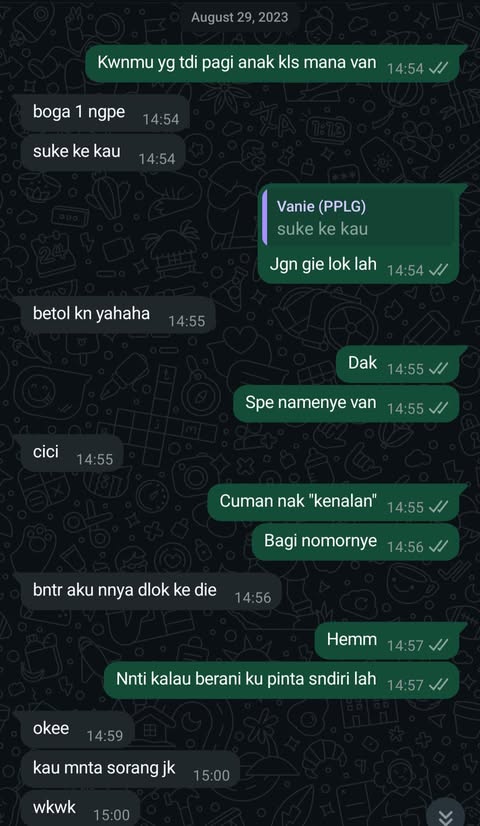 August 29, 2023
Kwnmu yg tdi pagi anak kls mana van 14:54
boga 1 ngpe 14:54
suke ke kau 14:54
Vanie (PPLG)
suke ke kau
Jgn gie lok lah 14:54
betol kn yahaha 14:55
Dak 14:55
Spe namenye van 14:55
cici 14:55
Cuman nak "kenalan" 14:55
Bagi nomornye 14:56
bntr aku nnya dlok ke die 14:56
Hemm 14:57
Nnti kalau berani ku pinta sndiri lah 14:57
okee 14:59
kau mnta sorang jk 15:00
wkwk 15:00